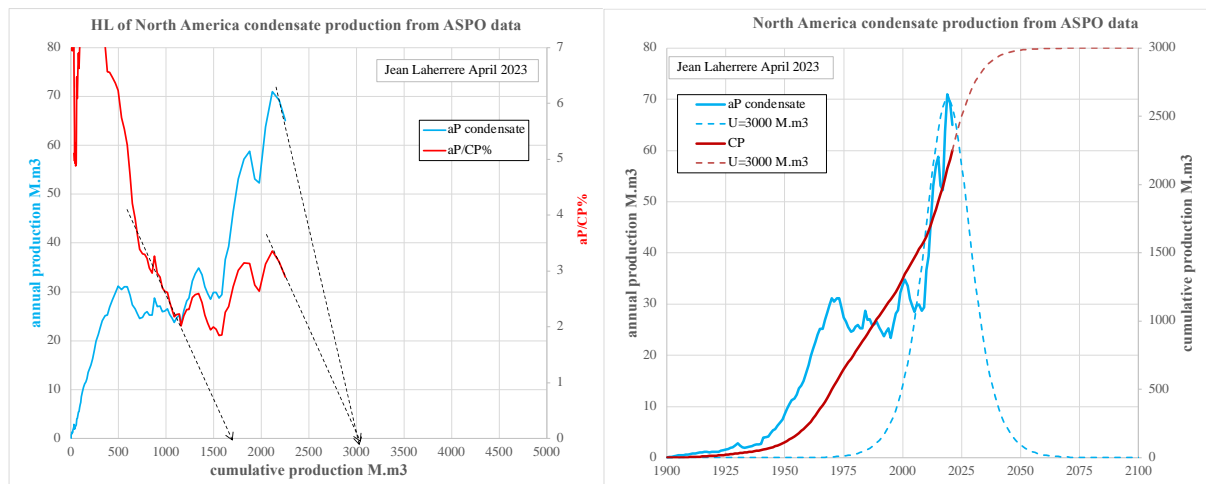 HL of North America condensate production from ASPO data
80
70
60
50
40
30
20
10
0
annual production M.m3
7
6
5
4
3
2
1
0
aP/CP%
Jean Laherrere April 2023
aP condensate
aP/CP%
0 500 1000 1500 2000 2500 3000 3500 4000 4500 5000
cumulative production M.m3
North America condensate production from ASPO data
80
70
60
50
40
30
20
10
0
annual production M.m3
3000
2500
2000
1500
1000
500
0
cumulative production M.m3
Jean Laherrere April 2023
aP condensate
U=3000 M.m3
CP
U=3000 M.m3
1900 1925 1950 1975 2000 2025 2050 2075 2100